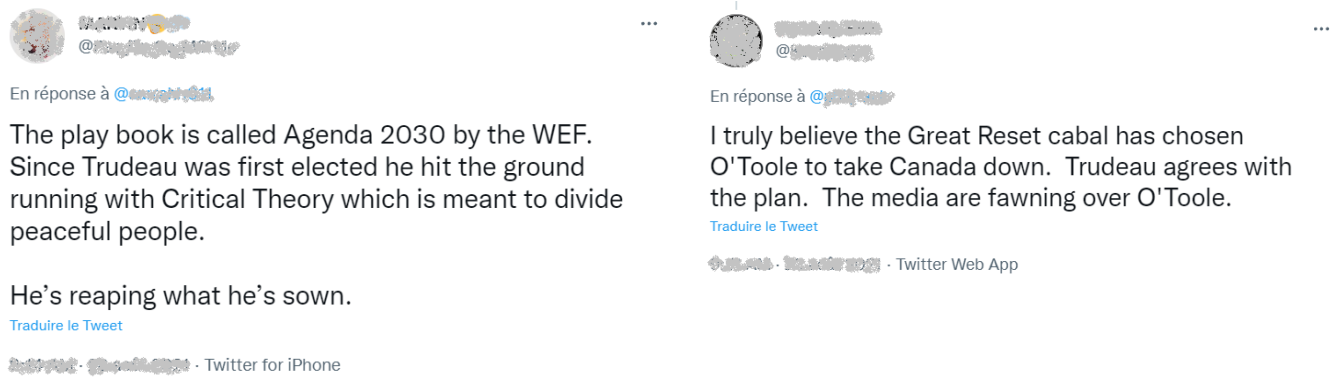 @
En réponse à @
The play book is called Agenda 2030 by the WEF.
Since Trudeau was first elected he hit the ground
running with Critical Theory which is meant to divide
peaceful people.
He’s reaping what he’s sown.
Traduire le Tweet
· · Twitter for iPhone
@
En réponse à @
I truly believe the Great Reset cabal has chosen
O'Toole to take Canada down.  Trudeau agrees with
the plan.  The media are fawning over O'Toole.
Traduire le Tweet
· · Twitter Web App